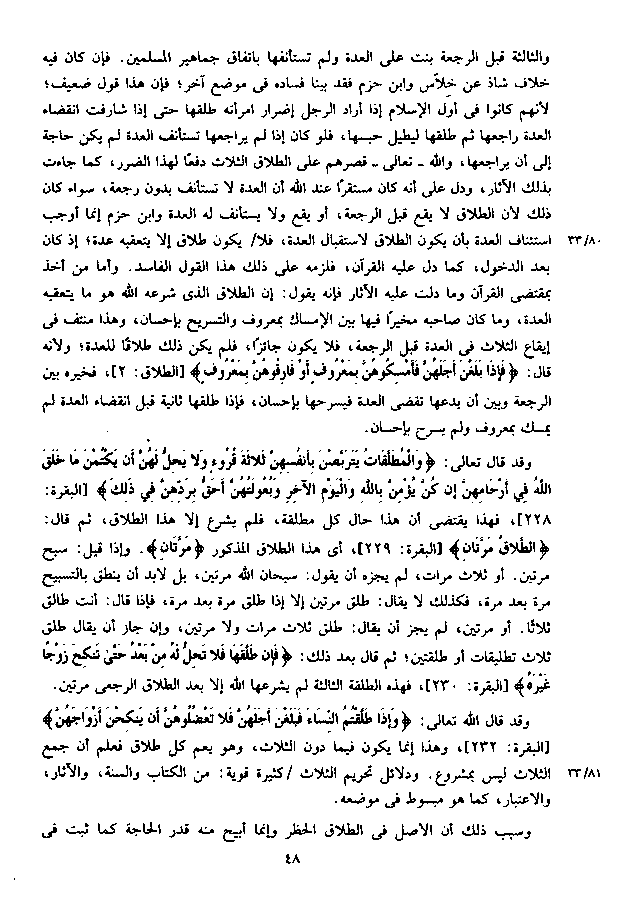 والثالثة قبل الرجعة بنت على العدة ولم تستأنفها باتفاق جماهير المسلمين. فإن كان فيه
خلاف شاذ عن خلاس وابن حزم فقد بينا فساده فى موضع آخر؛ فإن هذا قول ضعيف؛
لأنهم كانوا فى أول الإسلام إذا أراد الرجل إضرار امرأته طلقها حتى إذا شارفت انقضاء
العدة راجعها ثم طلقها ليطيل حبسها، فلو كان إذا لم يراجعها تستأنف العدة لم يكن حاجة
إلى أن يراجعها، والله ـ تعالى ـ قصرهم على الطلاق الثلاث دفعًا لهذا الضرر، كما جاءت
بذلك الآثار، ودل على أنه كان مستقرًا عند الله أن العدة لا تستأنف بدون رجعة، سواء كان
ذلك لأن الطلاق لا يقع قبل الرجعة، أو يقع ولا يستأنف له العدة وابن حزم إنما أوجب
استئناف العدة بأن يكون الطلاق لاستقبال العدة، فلا/ يكون طلاق إلا يتعقبه عدة؛ إذ كان ٣٣/٨٠
بعد الدخول، كما دل عليه القرآن، فلزمه على ذلك هذا القول الفاسد. وأما من أخذ
بمقتضى القرآن وما دلت عليه الآثار فإنه يقول: إن الطلاق الذى شرعه الله هو ما يتعقبه
العدة، وما كان صاحبه مخيرًا فيها بين الإمساك بمعروف والتسريح بإحسان، وهذا منتف فى
إيقاع الثلاث فى العدة قبل الرجعة، فلا يكون جائزًا، فلم يكن ذلك طلاقًا للعدة؛ ولأنه
قال: ﴿ فَإِذَا بَلَغْنَ أَجَلَهُنَّ فَأَمْسِكُوهُنَّ بِمَعْرُوفٍ أَوْ فَارِقُوهُنَّ بِمَعْرُوفٍ ﴾ [الطلاق: ٢]، فخيره بين
الرجعة وبين أن يدعها تقضى العدة فيسرحها بإحسان، فإذا طلقها ثانية قبل انقضاء العدة لم
يمسك بمعروف ولم يسرح بإحسان.
وقد قال تعالى: ﴿ وَالْمُطَلَّقَاتُ يَتَرَبَّصْنَ بِأَنفُسِهِنَّ ثَلاثَةَ قُرُوءٍ وَلا يَحِلُّ لَهُنَّ أَن يَكْتُمْنَ مَا خَلَقَ
اللَّهُ فِي أَرْحَامِهِنَّ إِن كُنَّ يُؤْمِنَّ بِاللَّهِ وَالْيَوْمِ الآخِرِ وَبُعُولَتُهُنَّ أَحَقُّ بِرَدِّهِنَّ فِي ذَلِكَ ﴾ [البقرة:
٢٢٨]، فهذا يقتضى أن هذا حال كل مطلقة، فلم يشرع إلا هذا الطلاق، ثم قال:
﴿ الطَّلاقُ مَرَّتَانِ ﴾ [البقرة: ٢٢٩]، أى هذا الطلاق المذكور ﴿ مَرَّتَانِ ﴾. وإذا قيل: سبح
مرتين. أو ثلاث مرات، لم يجزه أن يقول: سبحان الله مرتين، بل لابد أن ينطق بالتسبيح
مرة بعد مرة، فكذلك لا يقال: طلق مرتين إلا إذا طلق مرة بعد مرة، فإذا قال: أنت طالق
ثلاثًا. أو مرتين، لم يجز أن يقال: طلق ثلاث مرات ولا مرتين، وإن جاز أن يقال طلق
ثلاث تطليقات أو طلقتين؛ ثم قال بعد ذلك: ﴿ فَإِن طَلَّقَهَا فَلا تَحِلُّ لَهُ مِنْ بَعْدُ حَتَّىٰ تَنكِحَ زَوْجًا
غَيْرَهُ ﴾ [البقرة: ٢٣٠]، فهذه الطلقة الثالثة لم يشرعها الله إلا بعد الطلاق الرجعى مرتين.
وقد قال الله تعالى: ﴿ وَإِذَا طَلَّقْتُمُ النِّسَاءَ فَبَلَغْنَ أَجَلَهُنَّ فَلا تَعْضُلُوهُنَّ أَن يَنكِحْنَ أَزْوَاجَهُنَّ ﴾
[البقرة: ٢٣٢]، وهذا إنما يكون فيما دون الثلاث، وهو يعم كل طلاق فعلم أن جمع
الثلاث ليس بمشروع. ودلائل تحريم الثلاث /كثيرة قوية: من الكتاب والسنة، والآثار، ٣٣/٨١
والاعتبار، كما هو مبسوط فى موضعه.
وسبب ذلك أن الأصل فى الطلاق الحظر وإنما أبيح منه قدر الحاجة كما ثبت فى
٤٨